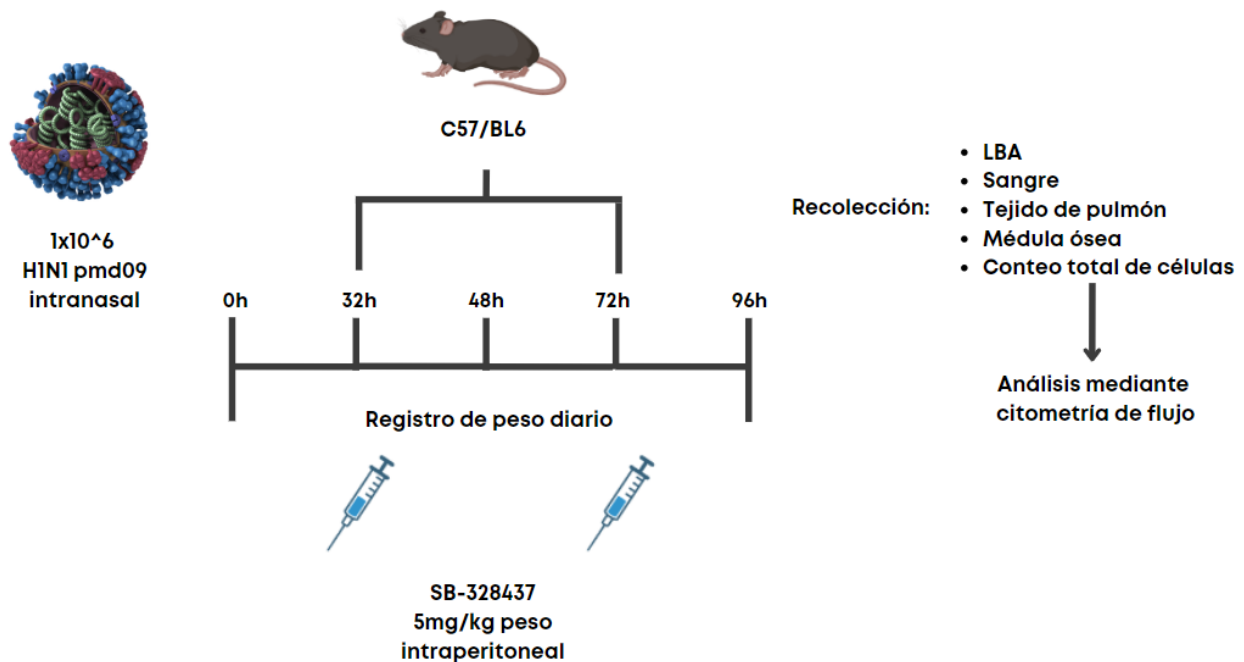 C57/BL6
1x10^6
H1N1 pmd09
intranasal
0h
32h
48h
72h
96h
Registro de peso diario
SB-328437
5mg/kg peso
intraperitoneal
Recolección:
• LBA
• Sangre
• Tejido de pulmón
• Médula ósea
• Conteo total de células
Análisis mediante
citometría de flujo